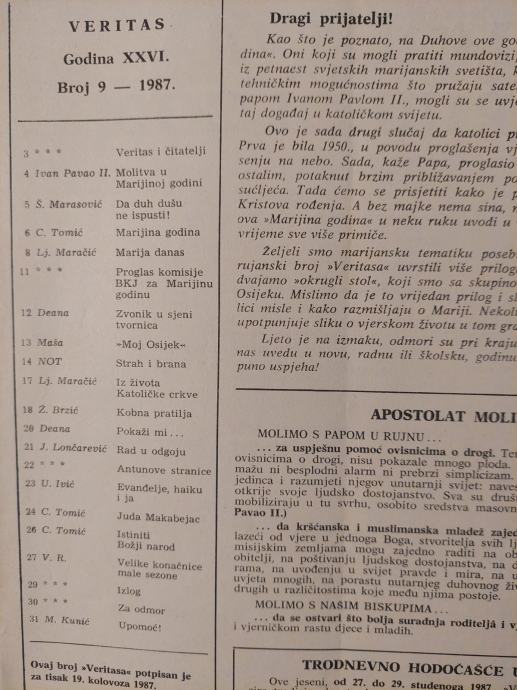 VERITAS
Godina XXVI.
Broj 9 — 1987.
3 * * * Veritas i čitatelji
4 Ivan Pavao II. Molitva u
Marijinoj godini
5 Š. Marasović Da duh dušu
ne ispusti!
6 C. Tomić Marijina godina
8 Lj. Maračić Marija danas
11 * * * Proglas komisije
BKJ za Marijinu
godinu
12 Deana Zvonik u sjeni
tvornica
13 Maša »Moj Osijek«
14 NOT Strah i brana
17 Lj. Maračić Iz života
Katoličke crkve
18 Ž. Brzić Kobna pratilja
20 Deana Pokaži mi...
21 J. Lončarević Rad u odgoju
22 * * * Antunove stranice
23 U. Ivić Evanđelje, haiku
i ja
24 C. Tomić Juda Makabejac
26 C. Tomić Istiniti
Božji narod
27 V. R. Velike konačnice
male sezone
29 * * * Izlog
30 * * * Za odmor
31 M. Kunić Upomoć!
Ovaj broj »Veritasa« potpisan je
za tisak 19. kolovoza 1987.
Dragi prijatelji!
Kao što je poznato, na Duhove ove god
dina«. Oni koji su mogli pratiti mundovizi
iz petnaest svjetskih marijanskih svetišta, k
tehničkim mogućnostima što pružaju sate
papom Ivanom Pavlom II., mogli su se uvje
taj događaj u katoličkom svijetu.
Ovo je sada drugi slučaj da katolici pr
Prva je bila 1950., u povodu proglašenja vj
senju na nebo. Sada, kaže Papa, proglasio
ostalim, potaknut brzim približavanjem po
sućljeća. Tada ćemo se prisjetiti kako je p
Kristova rođenja. A bez majke nema sina, n
ova »Marijina godina« u neku ruku uvodi u
vrijeme sve više primiče.
Željeli smo marijansku tematiku poseb
rujanski broj »Veritasa« uvrstili više prilog
dvajamo »okrugli stol«, koji smo sa skupino
Osijeku. Mislimo da je to vrijedan prilog i sl
lici misle i kako razmišljaju o Mariji. Nekoli
upotpunjuje sliku o vjerskom životu u tom gra
Ljeto je na izmaku, odmori su pri kraju
nas uvedu u novu, radnu ili školsku, godinu
puno uspjeha!
APOSTOLAT MOLI
MOLIMO S PAPOM U RUJNU...
... za uspješnu pomoć ovisnicima o drogi. Te
ovisnicima o drogi, nisu pokazale mnogo ploda.
mažu ni besplodni alarm ni prebrzi simplicizam.
jedinca i razumjeti njegov unutarnji svijet: naves
otkrije svoje ljudsko dostojanstvo. Sva su društ
mobiliziraju u tu svrhu, osobito sredstva masovn
Pavao II.)
... da kršćanska i muslimanska mladež zajed
lazeći od vjere u jednoga Boga, stvoritelja svih lj
misijskim zemljama mogu zajedno raditi na ob
obitelji, na poštivanju ljudskog dostojanstva, na d
rama, na uvođenju u svijet pravde i mira, na u
uvjeta mnogih, na porastu nutarnjeg duhovnog živ
drugih u različitostima koje među njima postoje.
MOLIMO S NAŠIM BISKUPIMA...
... da se ostvari što bolja suradnja roditeljâ i v
i vjerničkom rastu djece i mladih.
TRODNEVNO HODOČAŠĆE U
Ove jeseni, od 27. do 29. studenoga 1987. »V